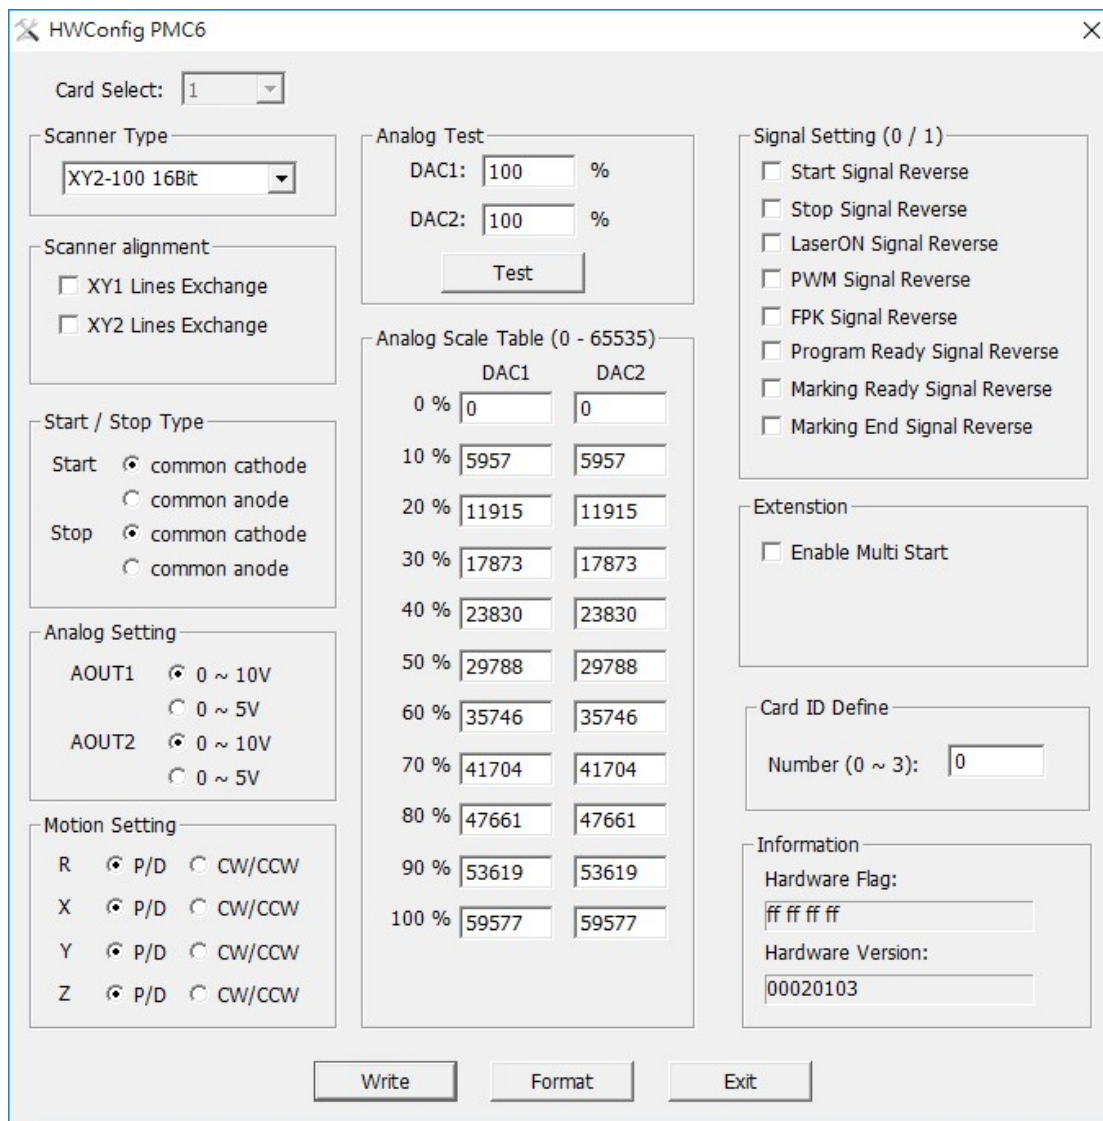 HWConfig PMC6
Card Select: 1
Scanner Type
XY2-100 16Bit
Scanner alignment
XY1 Lines Exchange
XY2 Lines Exchange
Start / Stop Type
Start common cathode
common anode
Stop common cathode
common anode
Analog Setting
AOUT1 0 ~ 10V
0 ~ 5V
AOUT2 0 ~ 10V
0 ~ 5V
Motion Setting
R P/D CW/CCW
X P/D CW/CCW
Y P/D CW/CCW
Z P/D CW/CCW
Analog Test
DAC1: 100 %
DAC2: 100 %
Test
Analog Scale Table (0 - 65535)
DAC1 DAC2
0 % 0 0
10 % 5957 5957
20 % 11915 11915
30 % 17873 17873
40 % 23830 23830
50 % 29788 29788
60 % 35746 35746
70 % 41704 41704
80 % 47661 47661
90 % 53619 53619
100 % 59577 59577
Signal Setting (0 / 1)
Start Signal Reverse
Stop Signal Reverse
LaserON Signal Reverse
PWM Signal Reverse
FPK Signal Reverse
Program Ready Signal Reverse
Marking Ready Signal Reverse
Marking End Signal Reverse
Extenstion
Enable Multi Start
Card ID Define
Number (0 ~ 3): 0
Information
Hardware Flag:
ff ff ff ff
Hardware Version:
00020103
Write Format Exit